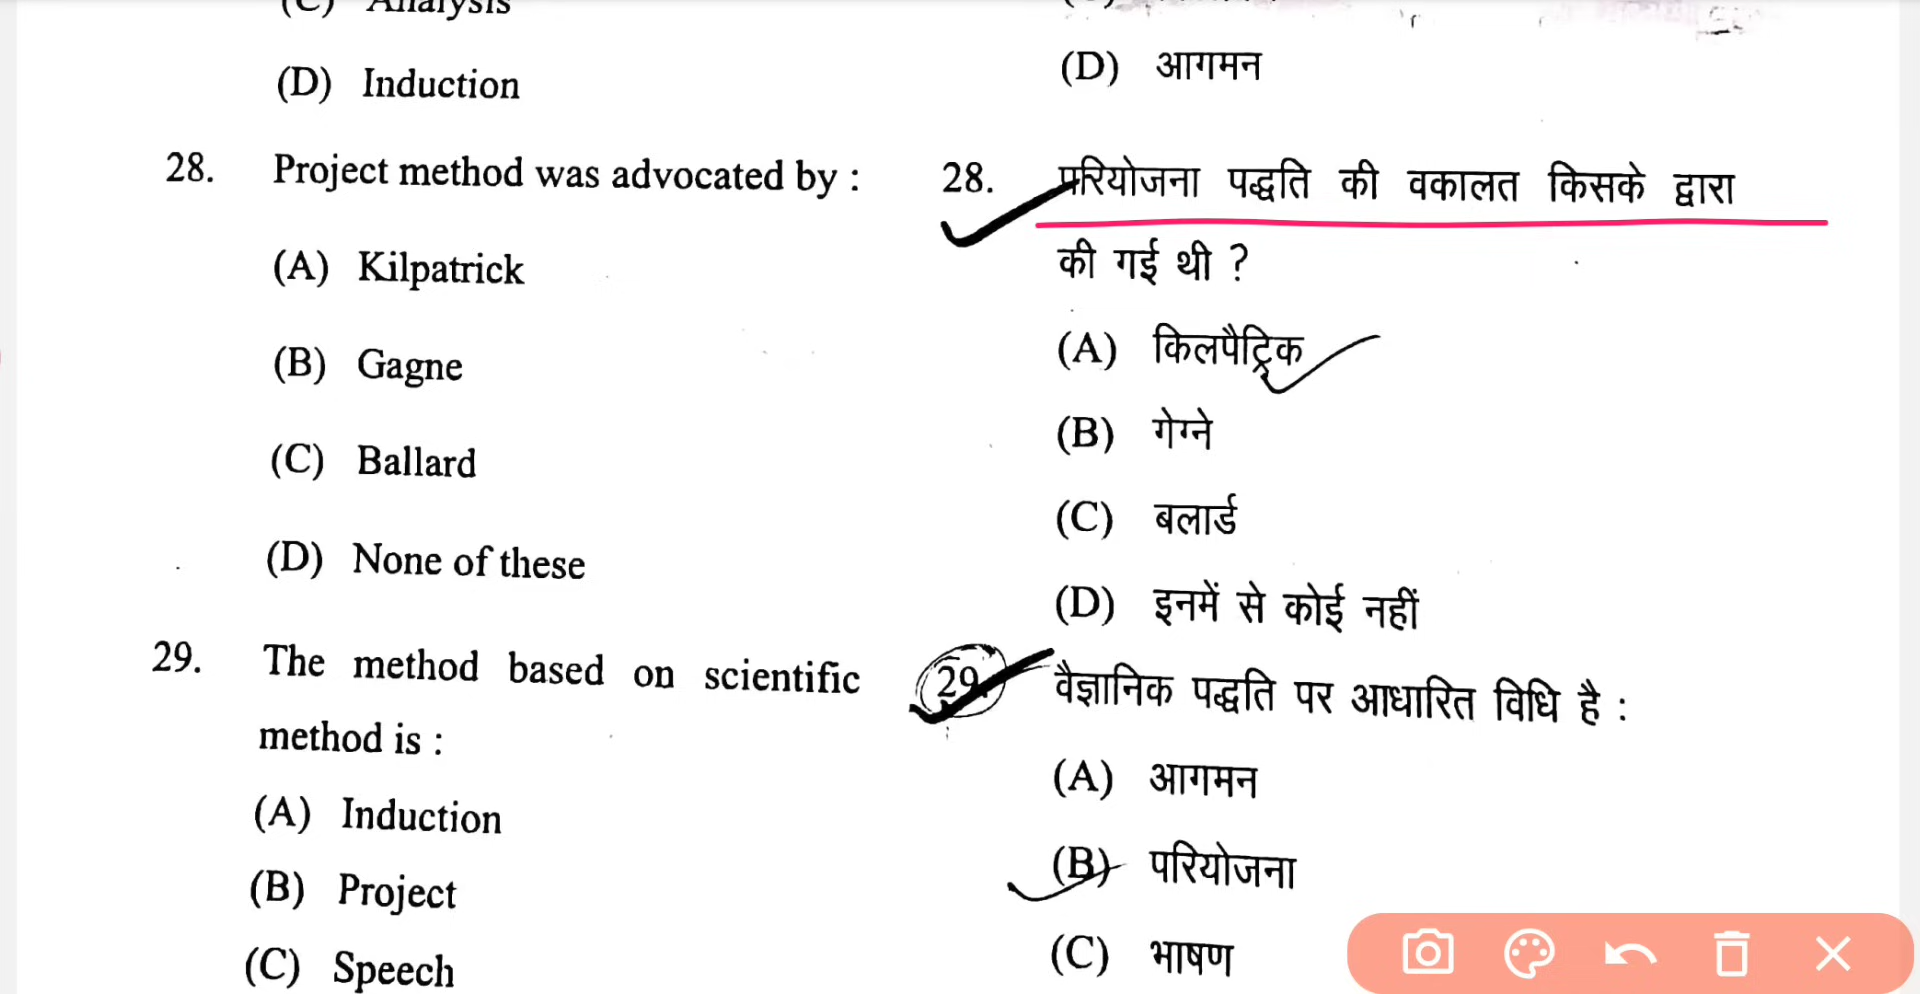 (C) Analysis
(D) Induction
28. Project method was advocated by :
(A) Kilpatrick
(B) Gagne
(C) Ballard
(D) None of these
29. The method based on scientific
method is :
(A) Induction
(B) Project
(C) Speech
(D) आगमन
28. परियोजना पद्धति की वकालत किसके द्वारा
की गई थी ?
(A) किलपैट्रिक
(B) गेग्ने
(C) बलार्ड
(D) इनमें से कोई नहीं
29. वैज्ञानिक पद्धति पर आधारित विधि है :
(A) आगमन
(B) परियोजना
(C) भाषण